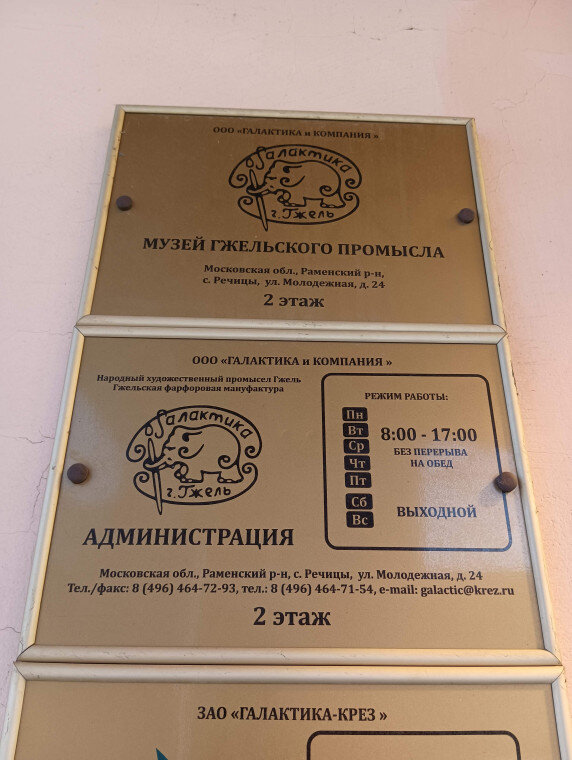 ООО «ГАЛАКТИКА и КОМПАНИЯ »
Галактика
г. Гжель
МУЗЕЙ ГЖЕЛЬСКОГО ПРОМЫСЛА
Московская обл., Раменский р-н,
с. Речицы, ул. Молодежная, д. 24
2 этаж
ООО «ГАЛАКТИКА и КОМПАНИЯ »
Народный художественный промысел Гжель
Гжельская фарфоровая мануфактура
Галактика
г. Гжель
АДМИНИСТРАЦИЯ
РЕЖИМ РАБОТЫ:
Пн
Вт
Ср
Чт
Пт
8:00 - 17:00
БЕЗ ПЕРЕРЫВА
НА ОБЕД
Сб
Вс
ВЫХОДНОЙ
Московская обл., Раменский р-н, с. Речицы, ул. Молодежная, д. 24
Тел./факс: 8 (496) 464-72-93, тел.: 8 (496) 464-71-54, e-mail: galactic@krez.ru
2 этаж
ЗАО «ГАЛАКТИКА-КРЕЗ »